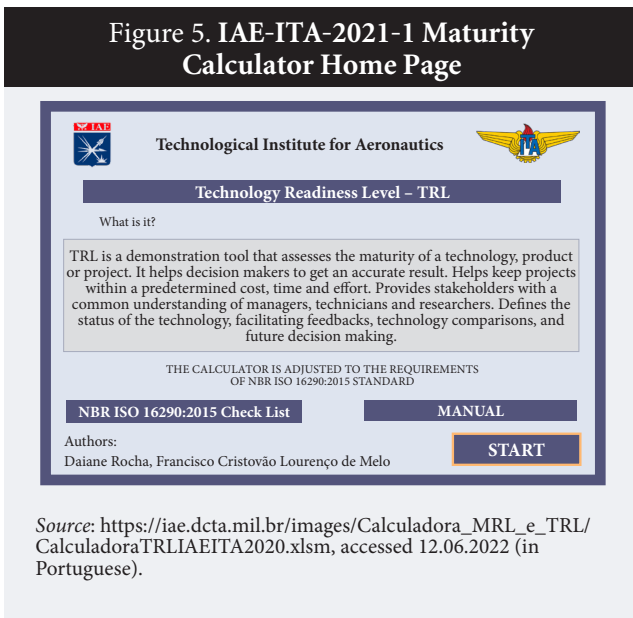 Figure 5. IAE-ITA-2021-1 Maturity
Calculator Home Page
IAE
Technological Institute for Aeronautics
ITA
Technology Readiness Level – TRL
What is it?
TRL is a demonstration tool that assesses the maturity of a technology, product
or project. It helps decision makers to get an accurate result. Helps keep projects
within a predetermined cost, time and effort. Provides stakeholders with a
common understanding of managers, technicians and researchers. Defines the
status of the technology, facilitating feedbacks, technology comparisons, and
future decision making.
THE CALCULATOR IS ADJUSTED TO THE REQUIREMENTS
OF NBR ISO 16290:2015 STANDARD
NBR ISO 16290:2015 Check List
MANUAL
Authors:
Daiane Rocha, Francisco Cristovão Lourenço de Melo
START
Source: https://iae.dcta.mil.br/images/Calculadora_MRL_e_TRL/
CalculadoraTRLIAEITA2020.xlsm, accessed 12.06.2022 (in
Portuguese).